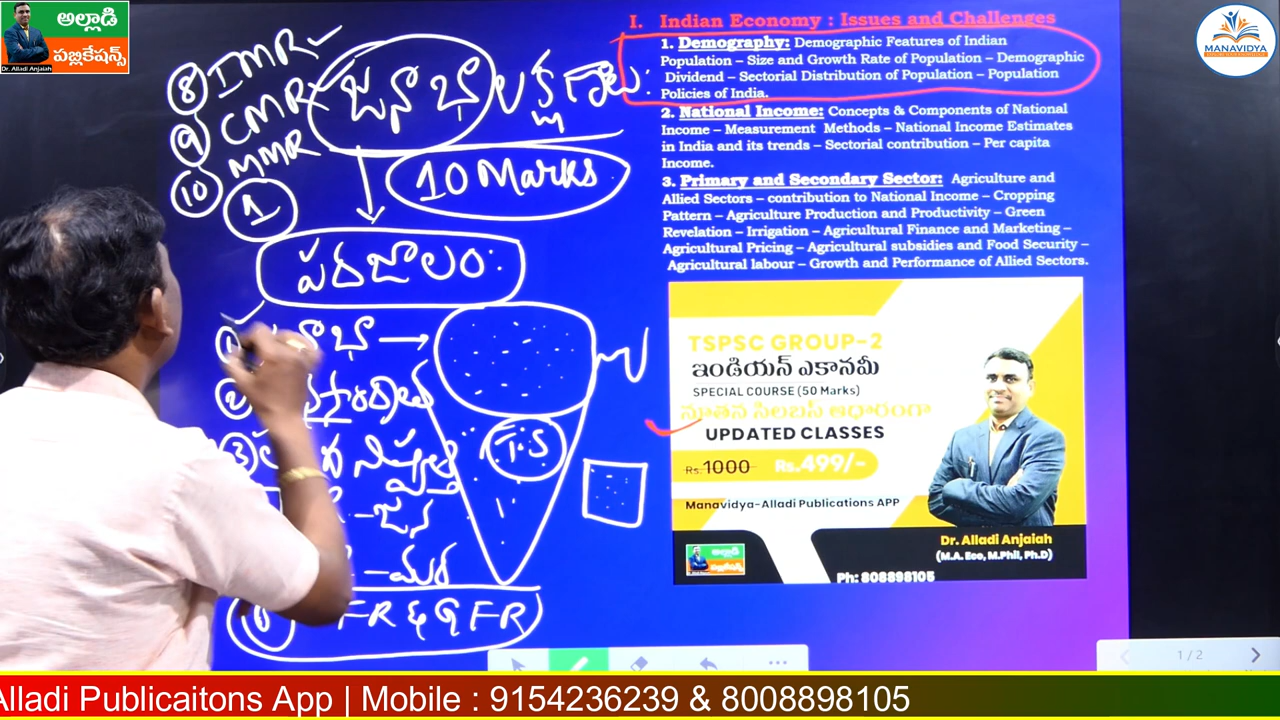 అల్లాడి
పబ్లికేషన్స్
Dr. Alladi Anjaiah
⑧ IMR
⑨ CMR
⑩ MMR
జనాభా లక్షణాలు:
10 Marks
1
I. Indian Economy : Issues and Challenges
1. Demography: Demographic Features of Indian
Population – Size and Growth Rate of Population – Demographic
Dividend – Sectorial Distribution of Population – Population
Policies of India.
2. National Income: Concepts & Components of National
Income – Measurement Methods – National Income Estimates
in India and its trends – Sectorial contribution – Per capita
Income.
3. Primary and Secondary Sector: Agriculture and
Allied Sectors – contribution to National Income – Cropping
Pattern – Agriculture Production and Productivity – Green
Revelation – Irrigation – Agricultural Finance and Marketing –
Agricultural Pricing – Agricultural subsidies and Food Security –
Agricultural labour – Growth and Performance of Allied Sectors.
MANAVIDYA
T.S
FR & GFR
TSPSC GROUP-2
ఇండియన్ ఎకానమీ
SPECIAL COURSE (50 Marks)
నూతన సిలబస్ ఆధారంగా
UPDATED CLASSES
Rs.1000 Rs.499/-
Manavidya-Alladi Publications APP
అల్లాడి
పబ్లికేషన్స్
Dr. Alladi Anjaiah
(M.A. Eco, M.Phil, Ph.D)
Ph: 808898105
1 / 2
Alladi Publicaitons App | Mobile : 9154236239 & 8008898105